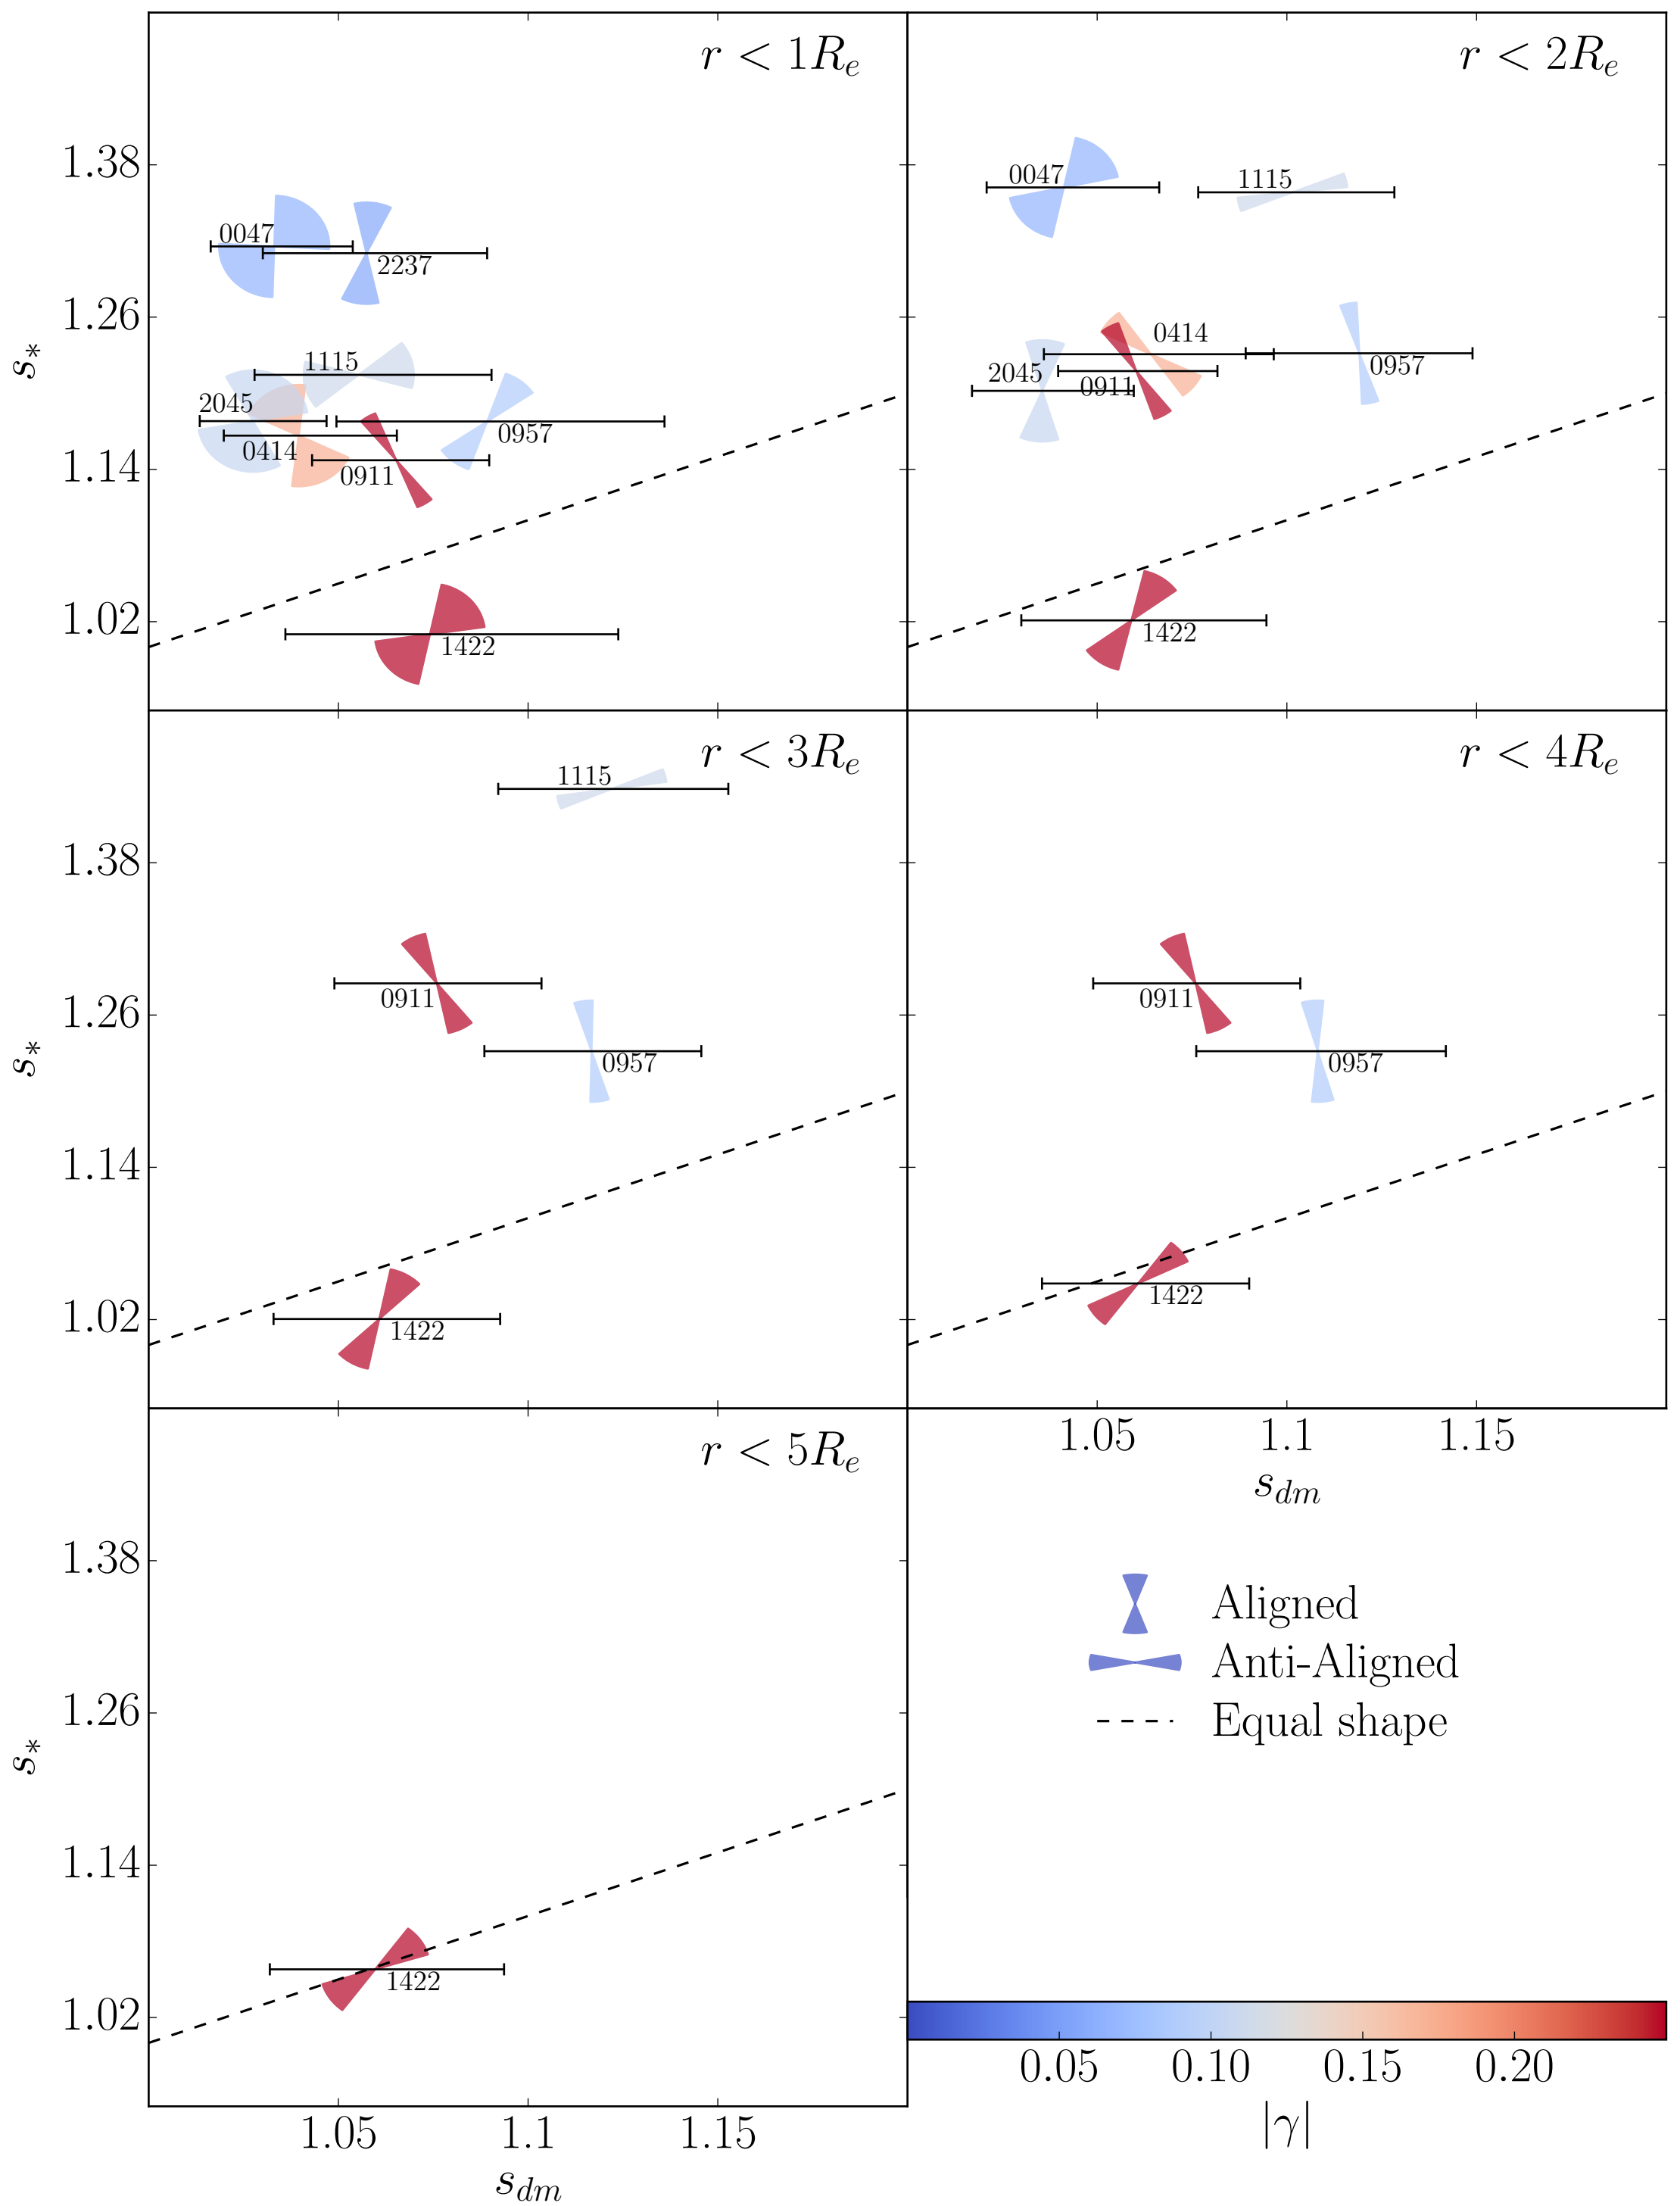 r < 1R_e
r < 2R_e
s_*
1.38
1.26
1.14
1.02
0047
2237
1115
2045
0414
0957
0911
1422
0047
1115
0414
2045
0911
0957
1422
r < 3R_e
r < 4R_e
s_*
1.38
1.26
1.14
1.02
1115
0911
0957
1422
0911
0957
1422
1.05 1.1 1.15
s_{dm}
r < 5R_e
s_*
1.38
1.26
1.14
1.02
1422
1.05 1.1 1.15
s_{dm}
Aligned
Anti-Aligned
Equal shape
0.05 0.10 0.15 0.20
|γ|